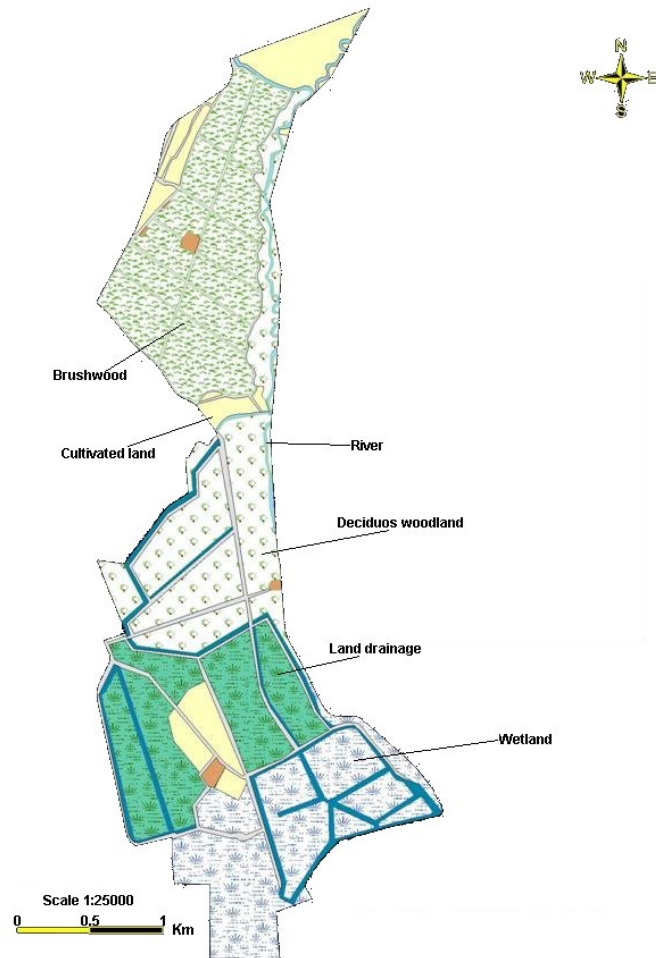 N
W E
S
Brushwood
Cultivated land
River
Deciduos woodland
Land drainage
Wetland
Scale 1:25000
0 0,5 1 Km